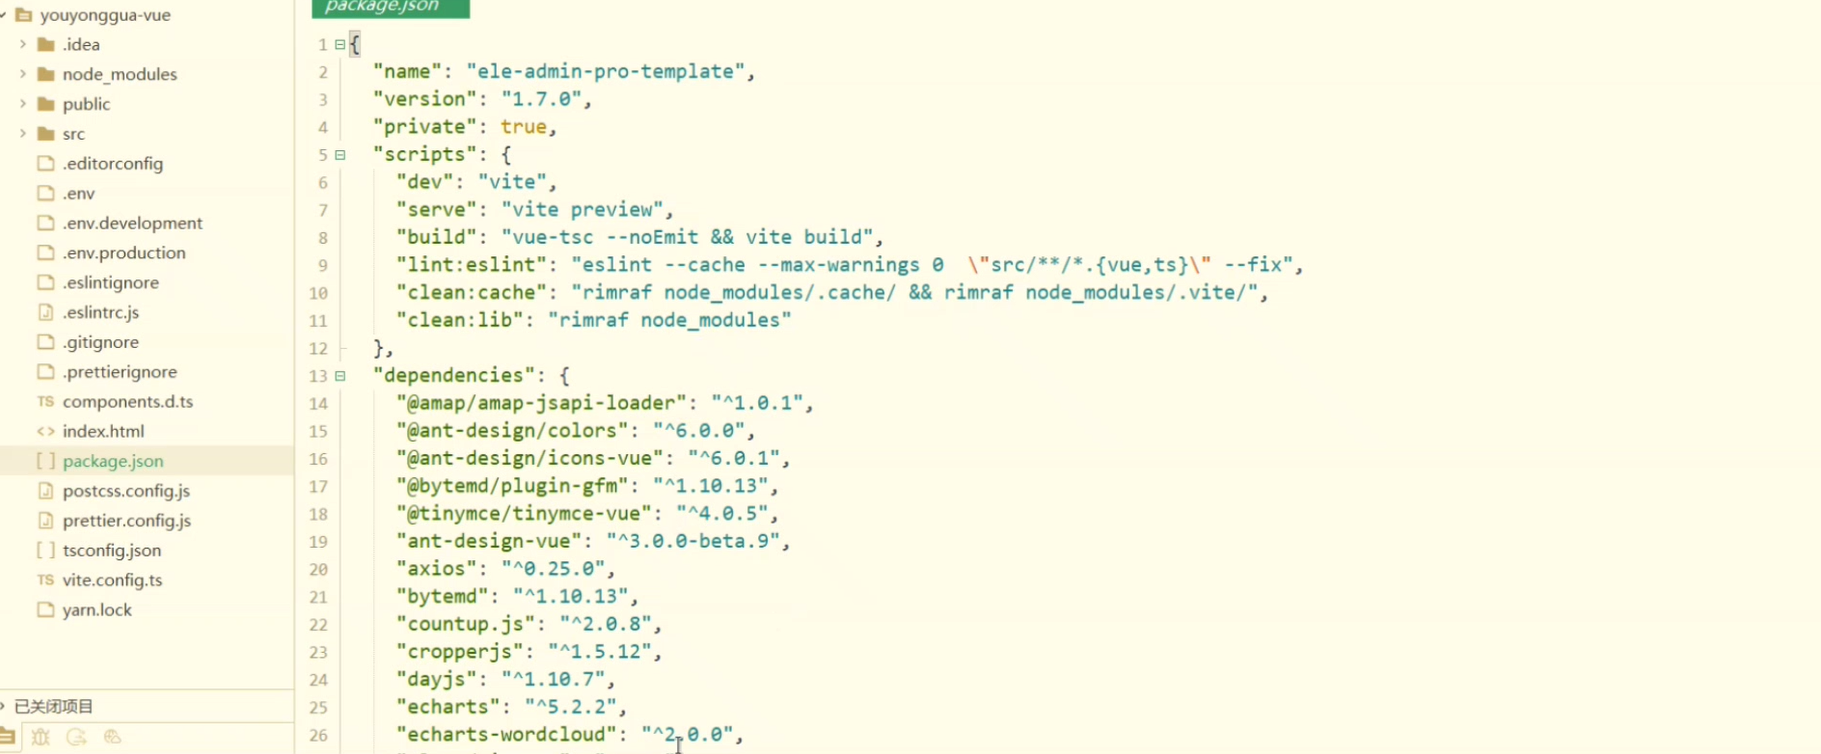 youyonggua-vue
.idea
node_modules
public
src
.editorconfig
.env
.env.development
.env.production
.eslintignore
.eslintrc.js
.gitignore
.prettierignore
TS components.d.ts
<> index.html
[ ] package.json
postcss.config.js
prettier.config.js
[ ] tsconfig.json
TS vite.config.ts
yarn.lock
已关闭项目
package.json
1 {
2 "name": "ele-admin-pro-template",
3 "version": "1.7.0",
4 "private": true,
5 "scripts": {
6 "dev": "vite",
7 "serve": "vite preview",
8 "build": "vue-tsc --noEmit && vite build",
9 "lint:eslint": "eslint --cache --max-warnings 0  \"src/**/*.{vue,ts}\" --fix",
10 "clean:cache": "rimraf node_modules/.cache/ && rimraf node_modules/.vite/",
11 "clean:lib": "rimraf node_modules"
12 },
13 "dependencies": {
14 "@amap/amap-jsapi-loader": "^1.0.1",
15 "@ant-design/colors": "^6.0.0",
16 "@ant-design/icons-vue": "^6.0.1",
17 "@bytemd/plugin-gfm": "^1.10.13",
18 "@tinymce/tinymce-vue": "^4.0.5",
19 "ant-design-vue": "^3.0.0-beta.9",
20 "axios": "^0.25.0",
21 "bytemd": "^1.10.13",
22 "countup.js": "^2.0.8",
23 "cropperjs": "^1.5.12",
24 "dayjs": "^1.10.7",
25 "echarts": "^5.2.2",
26 "echarts-wordcloud": "^2.0.0",